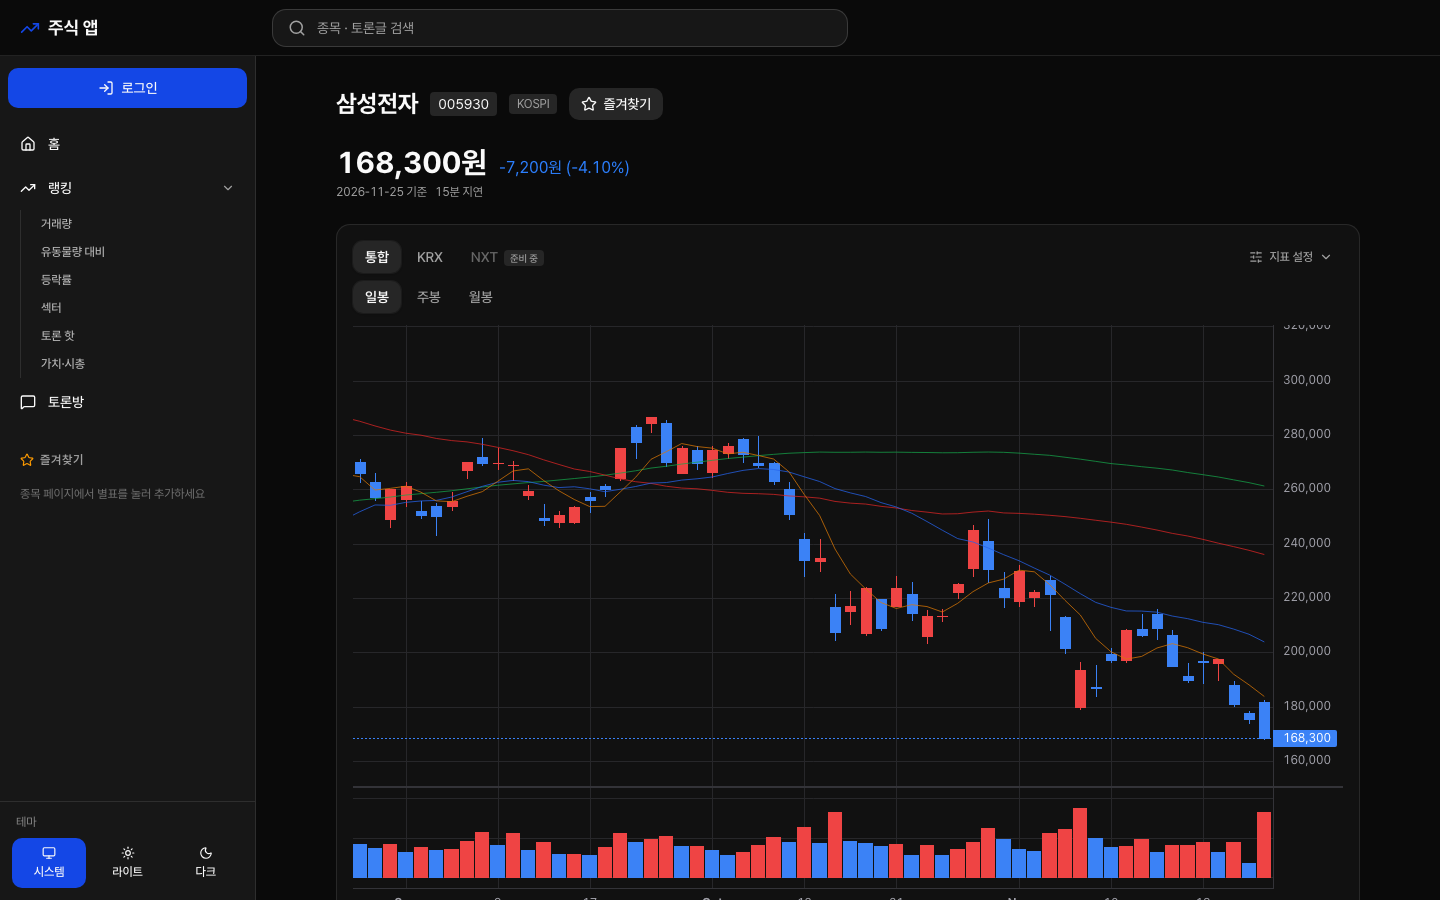 주식 앱
종목 · 토론글 검색
로그인
홈
랭킹
거래량
유동물량 대비
등락률
섹터
토론 핫
가치·시총
토론방
즐겨찾기
종목 페이지에서 별표를 눌러 추가하세요
테마
시스템
라이트
다크
삼성전자 005930 KOSPI 즐겨찾기
168,300원 -7,200원 (-4.10%)
2026-11-25 기준 15분 지연
통합 KRX NXT 준비 중 지표 설정
일봉 주봉 월봉
320,000
300,000
280,000
260,000
240,000
220,000
200,000
180,000
168,300
160,000